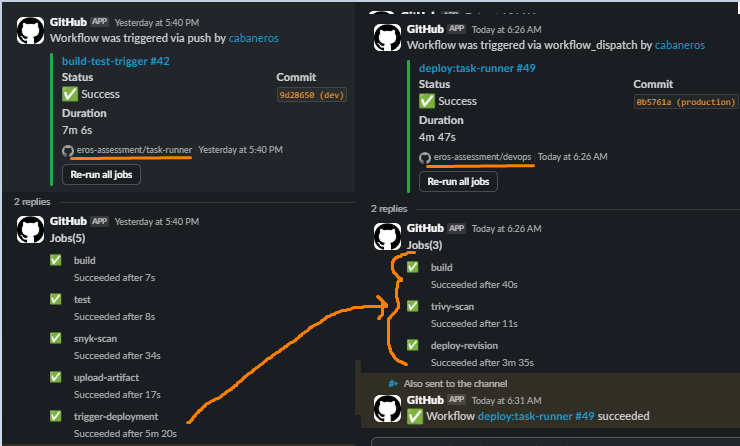 GitHub APP Yesterday at 5:40 PM
Workflow was triggered via push by cabaneros
build-test-trigger #42
Status Commit
Success 9d28650 (dev)
Duration
7m 6s
eros-assessment/task-runner Yesterday at 5:40 PM
Re-run all jobs
2 replies
GitHub APP Yesterday at 5:40 PM
Jobs(5)
build
Succeeded after 7s
test
Succeeded after 8s
snyk-scan
Succeeded after 34s
upload-artifact
Succeeded after 17s
trigger-deployment
Succeeded after 5m 20s
GitHub APP Today at 6:26 AM
Workflow was triggered via workflow_dispatch by cabaneros
deploy:task-runner #49
Status Commit
Success 0b5761a (production)
Duration
4m 47s
eros-assessment/devops Today at 6:26 AM
Re-run all jobs
2 replies
GitHub APP Today at 6:26 AM
Jobs(3)
build
Succeeded after 40s
trivy-scan
Succeeded after 11s
deploy-revision
Succeeded after 3m 35s
Also sent to the channel
GitHub APP Today at 6:31 AM
Workflow deploy:task-runner #49 succeeded